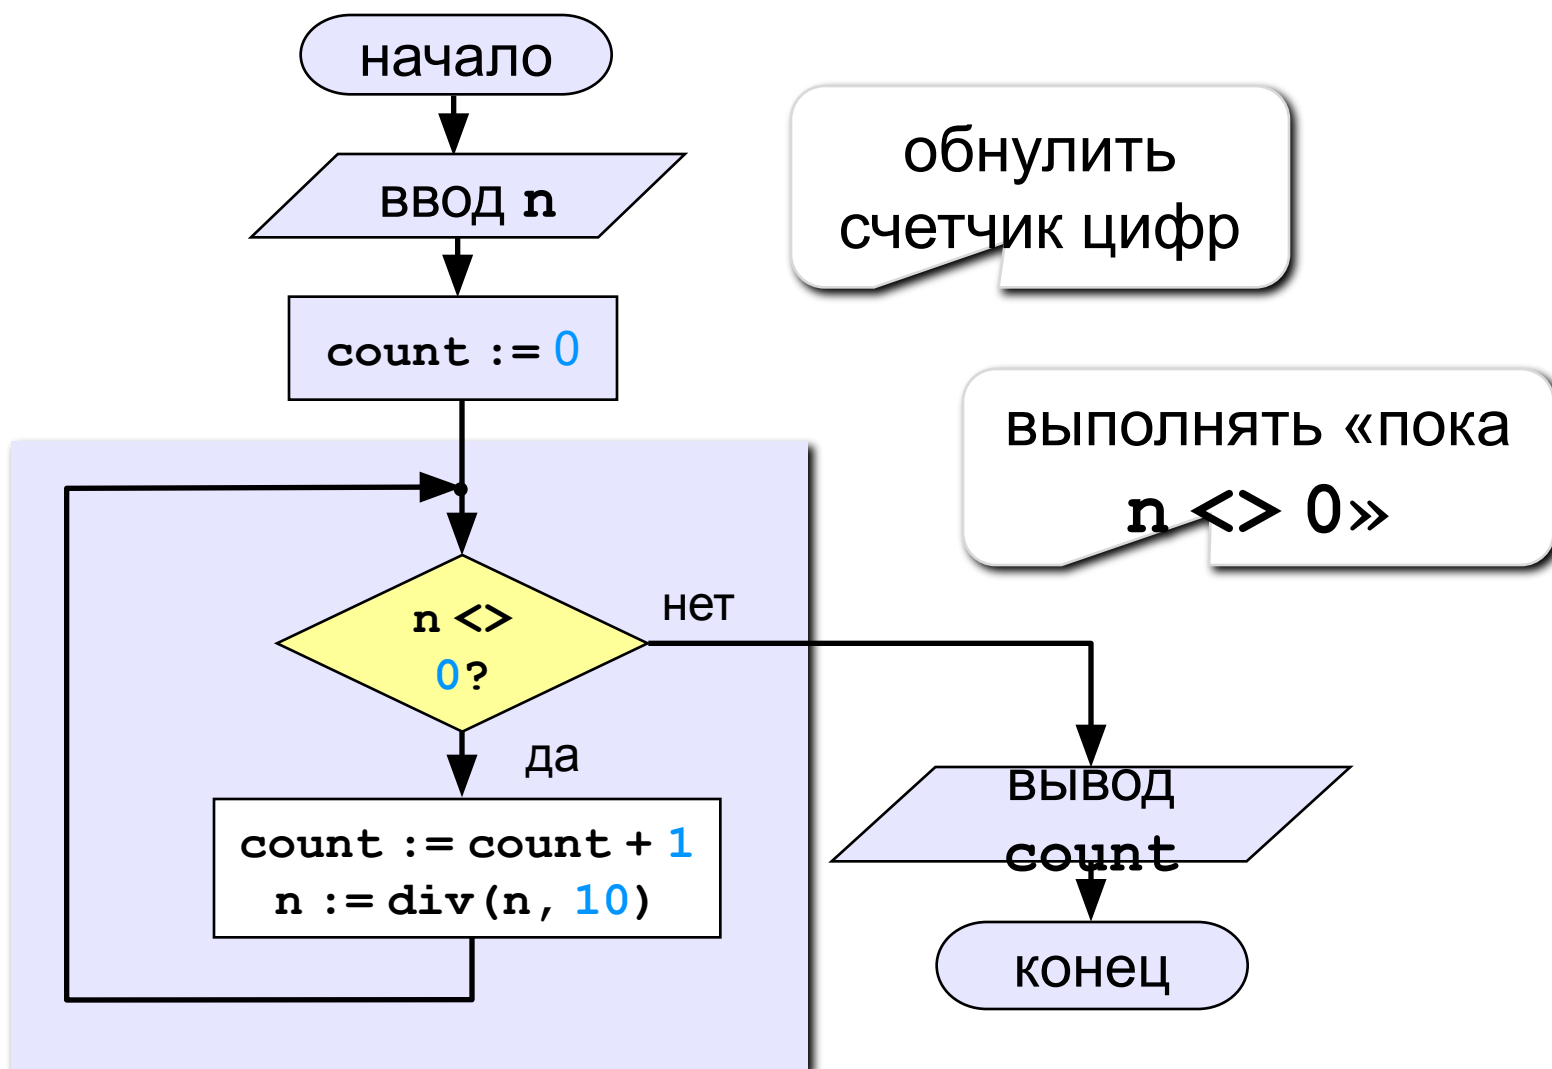 начало
ввод n
count := 0
обнулить
счетчик цифр
выполнять «пока
n <> 0»
n <>
0?
нет
да
count := count + 1
n := div(n, 10)
вывод
count
конец